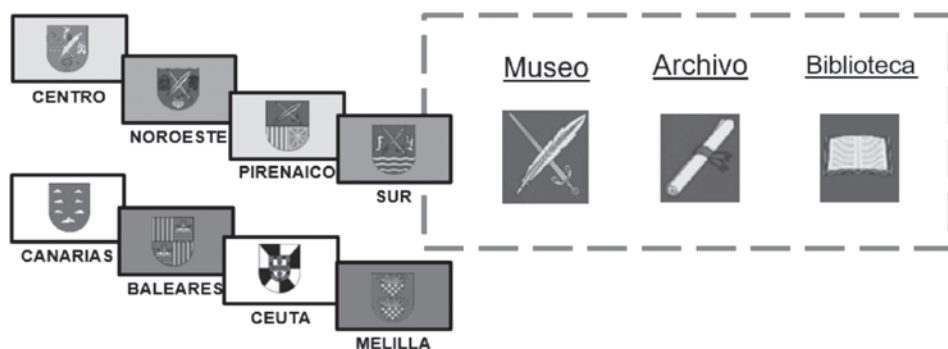 CENTRO
NOROESTE
PIRENAICO
SUR
CANARIAS
BALEARES
CEUTA
MELILLA
Museo
Archivo
Biblioteca